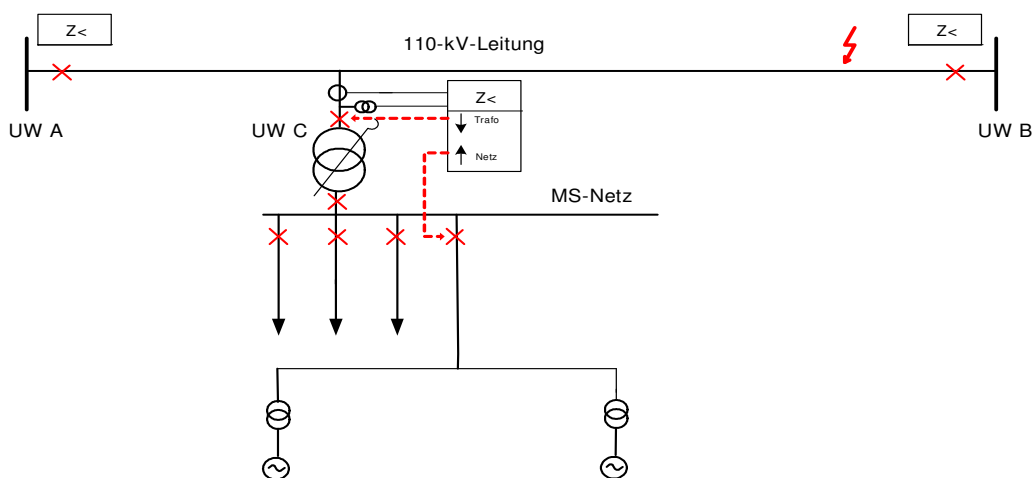 Z<
Z<
110-kV-Leitung
Z<
Trafo
Netz
UW A
UW C
UW B
MS-Netz